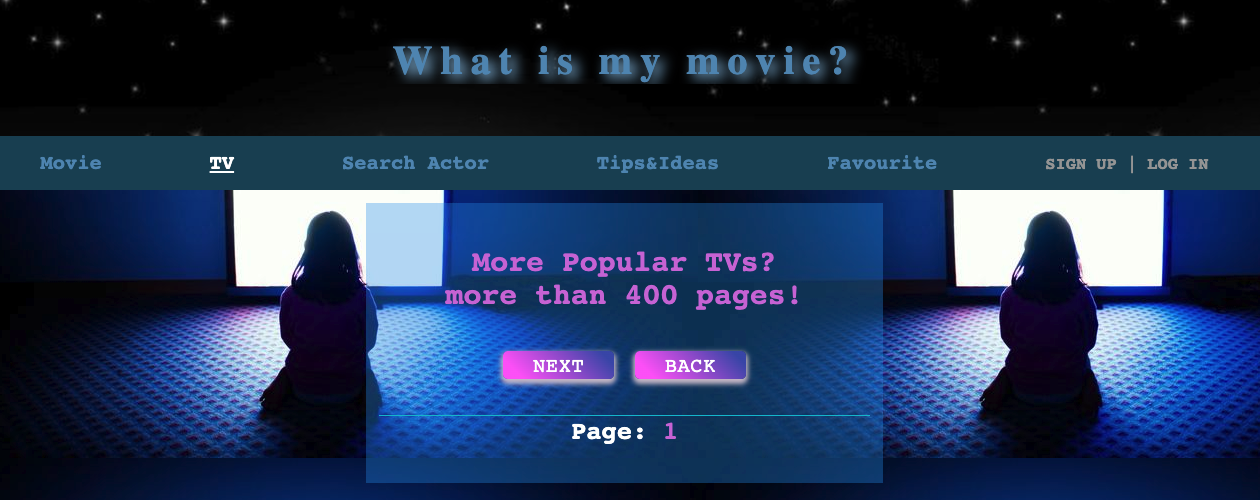 What is my movie?
Movie TV Search Actor Tips&Ideas Favourite SIGN UP | LOG IN
More Popular TVs?
more than 400 pages!
NEXT BACK
Page: 1